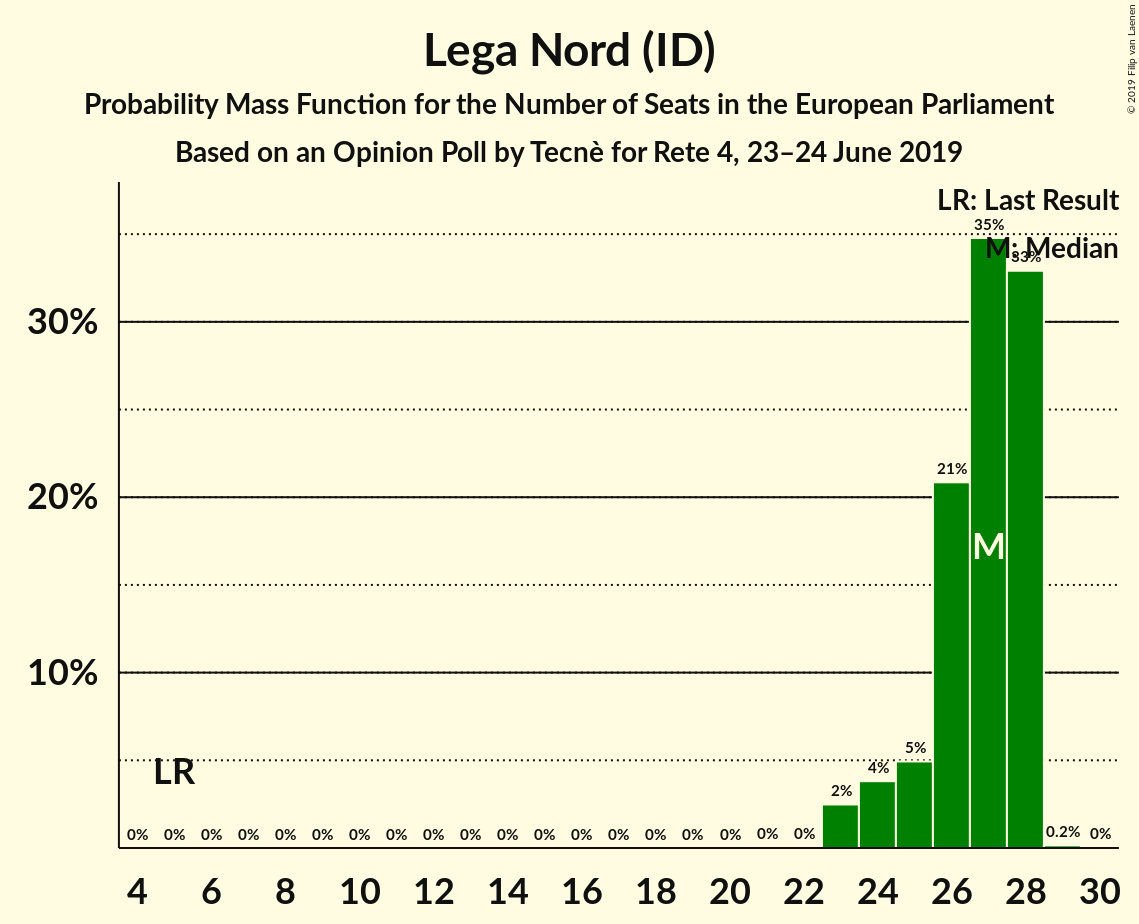 Lega Nord (ID)
Probability Mass Function for the Number of Seats in the European Parliament
Based on an Opinion Poll by Tecnè for Rete 4, 23–24 June 2019
© 2019 Filip van Laenen
LR: Last Result
M: Median
35%
33%
30%
21%
20%
M
10%
5%
4%
LR
2%
0% 0% 0% 0% 0% 0% 0% 0% 0% 0% 0% 0% 0% 0% 0% 0% 0% 0% 0% 0.2% 0%
4 6 8 10 12 14 16 18 20 22 24 26 28 30